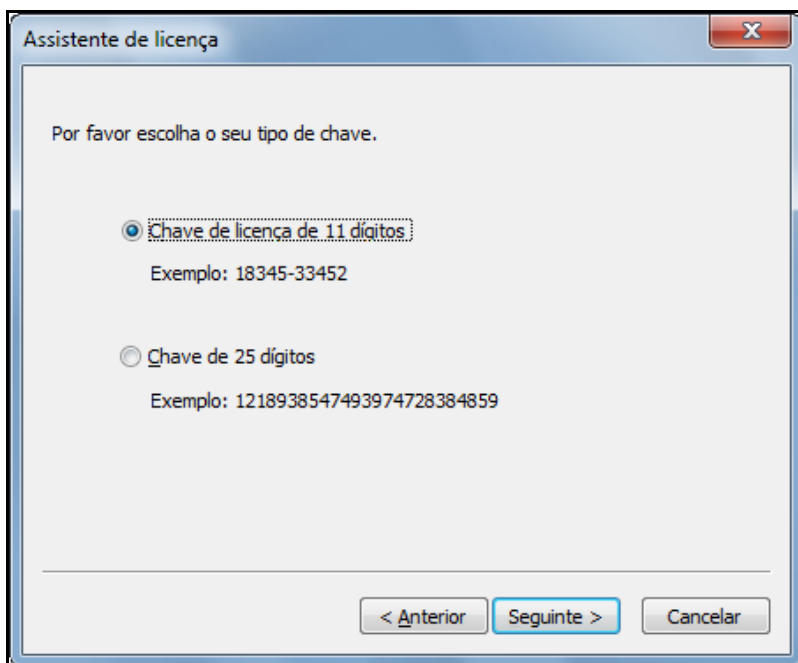 Assistente de licença
Por favor escolha o seu tipo de chave.
Chave de licença de 11 dígitos
Exemplo: 18345-33452
Chave de 25 dígitos
Exemplo: 1218938547493974728384859
< Anterior
Seguinte >
Cancelar